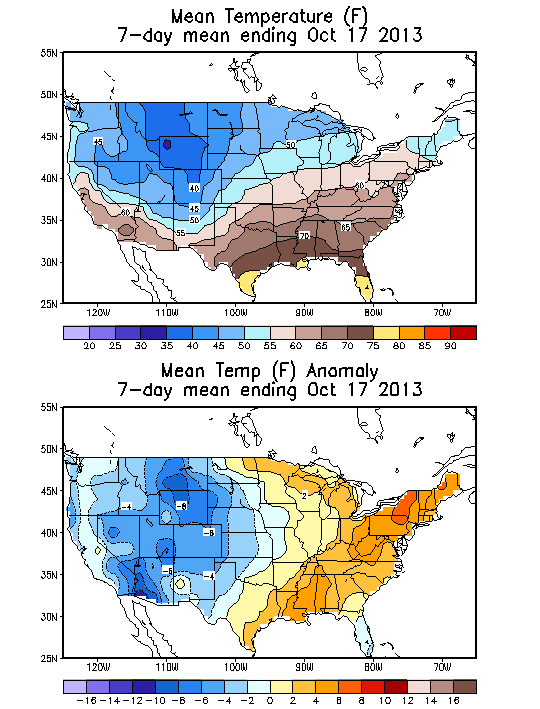 Mean Temperature (F)
7-day mean ending Oct 17 2013
55N
50N
50
45N
45
40N
40
60
35N
45
60
50
65
55
70
30N
25N
120W 110W 100W 90W 80W 70W
20 25 30 35 40 45 50 55 60 65 70 75 80 85 90
Mean Temp (F) Anomaly
7-day mean ending Oct 17 2013
55N
50N
45N
2
-4
40N
35N
-4
30N
25N
120W 110W 100W 90W 80W 70W
-16 -14 -12 -10 -8 -6 -4 -2 0 2 4 6 8 10 12 14 16